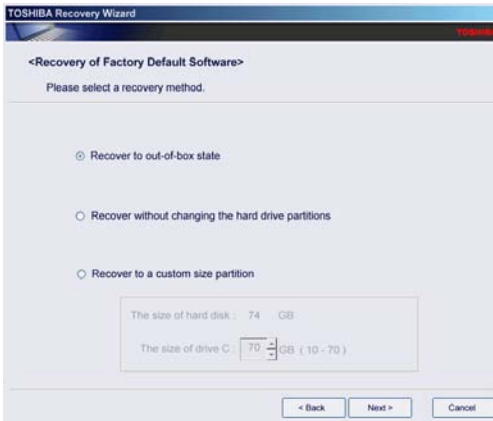 TOSHIBA Recovery Wizard
TOSHIBA
<Recovery of Factory Default Software>
Please select a recovery method.
Recover to out-of-box state
Recover without changing the hard drive partitions
Recover to a custom size partition
The size of hard disk : 74 GB
The size of drive C : 70 GB ( 10 - 70 )
< Back Next > Cancel